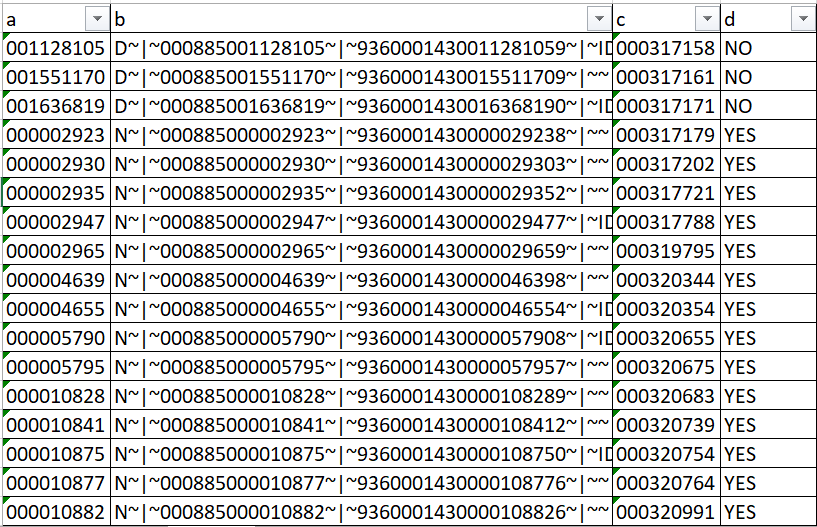 a b c d
001128105 D~|~000885001128105~|~9360001430011281059~|~ID 000317158 NO
001551170 D~|~000885001551170~|~9360001430015511709~|~~ 000317161 NO
001636819 D~|~000885001636819~|~9360001430016368190~|~ID 000317171 NO
000002923 N~|~000885000002923~|~9360001430000029238~|~~ 000317179 YES
000002930 N~|~000885000002930~|~9360001430000029303~|~~ 000317202 YES
000002935 N~|~000885000002935~|~9360001430000029352~|~~ 000317721 YES
000002947 N~|~000885000002947~|~9360001430000029477~|~ID 000317788 YES
000002965 N~|~000885000002965~|~9360001430000029659~|~~ 000319795 YES
000004639 N~|~000885000004639~|~9360001430000046398~|~~ 000320344 YES
000004655 N~|~000885000004655~|~9360001430000046554~|~ID 000320354 YES
000005790 N~|~000885000005790~|~9360001430000057908~|~ID 000320655 YES
000005795 N~|~000885000005795~|~9360001430000057957~|~ID 000320675 YES
000010828 N~|~000885000010828~|~9360001430000108289~|~~ 000320683 YES
000010841 N~|~000885000010841~|~9360001430000108412~|~~ 000320739 YES
000010875 N~|~000885000010875~|~9360001430000108750~|~ID 000320754 YES
000010877 N~|~000885000010877~|~9360001430000108776~|~~ 000320764 YES
000010882 N~|~000885000010882~|~9360001430000108826~|~~ 000320991 YES